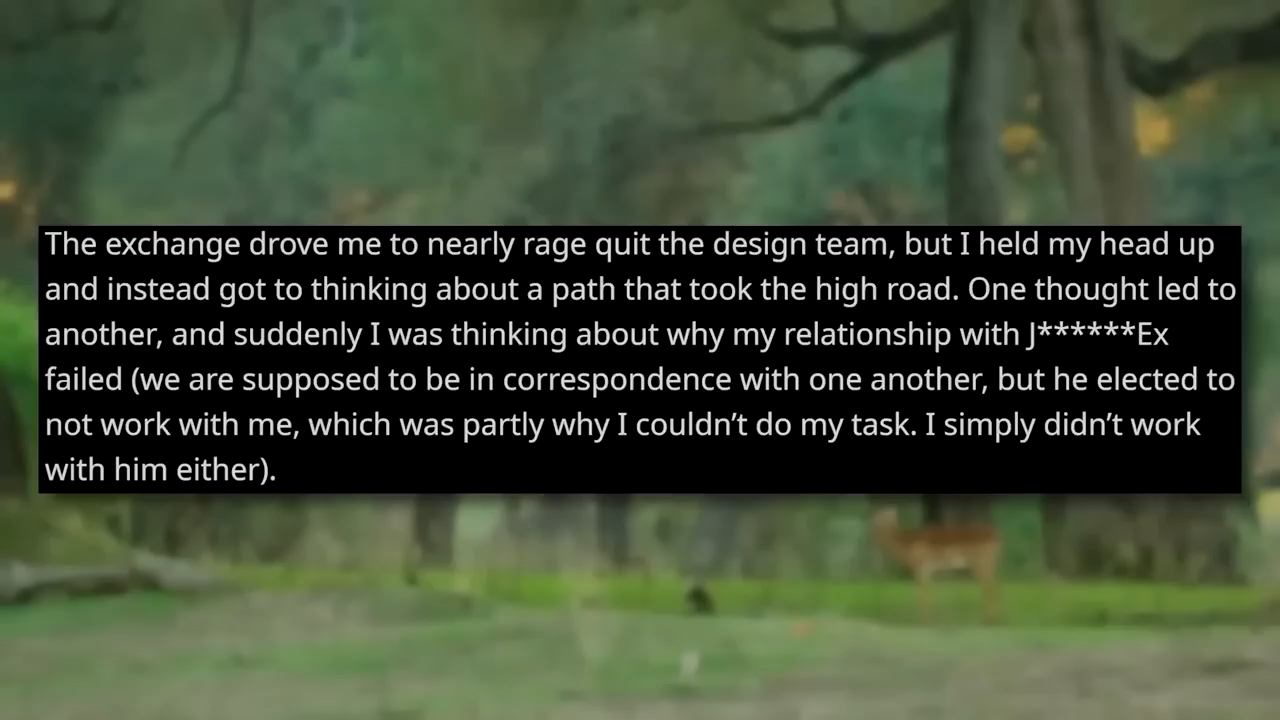 The exchange drove me to nearly rage quit the design team, but I held my head up
and instead got to thinking about a path that took the high road. One thought led to
another, and suddenly I was thinking about why my relationship with J******Ex
failed (we are supposed to be in correspondence with one another, but he elected to
not work with me, which was partly why I couldn’t do my task. I simply didn’t work
with him either).